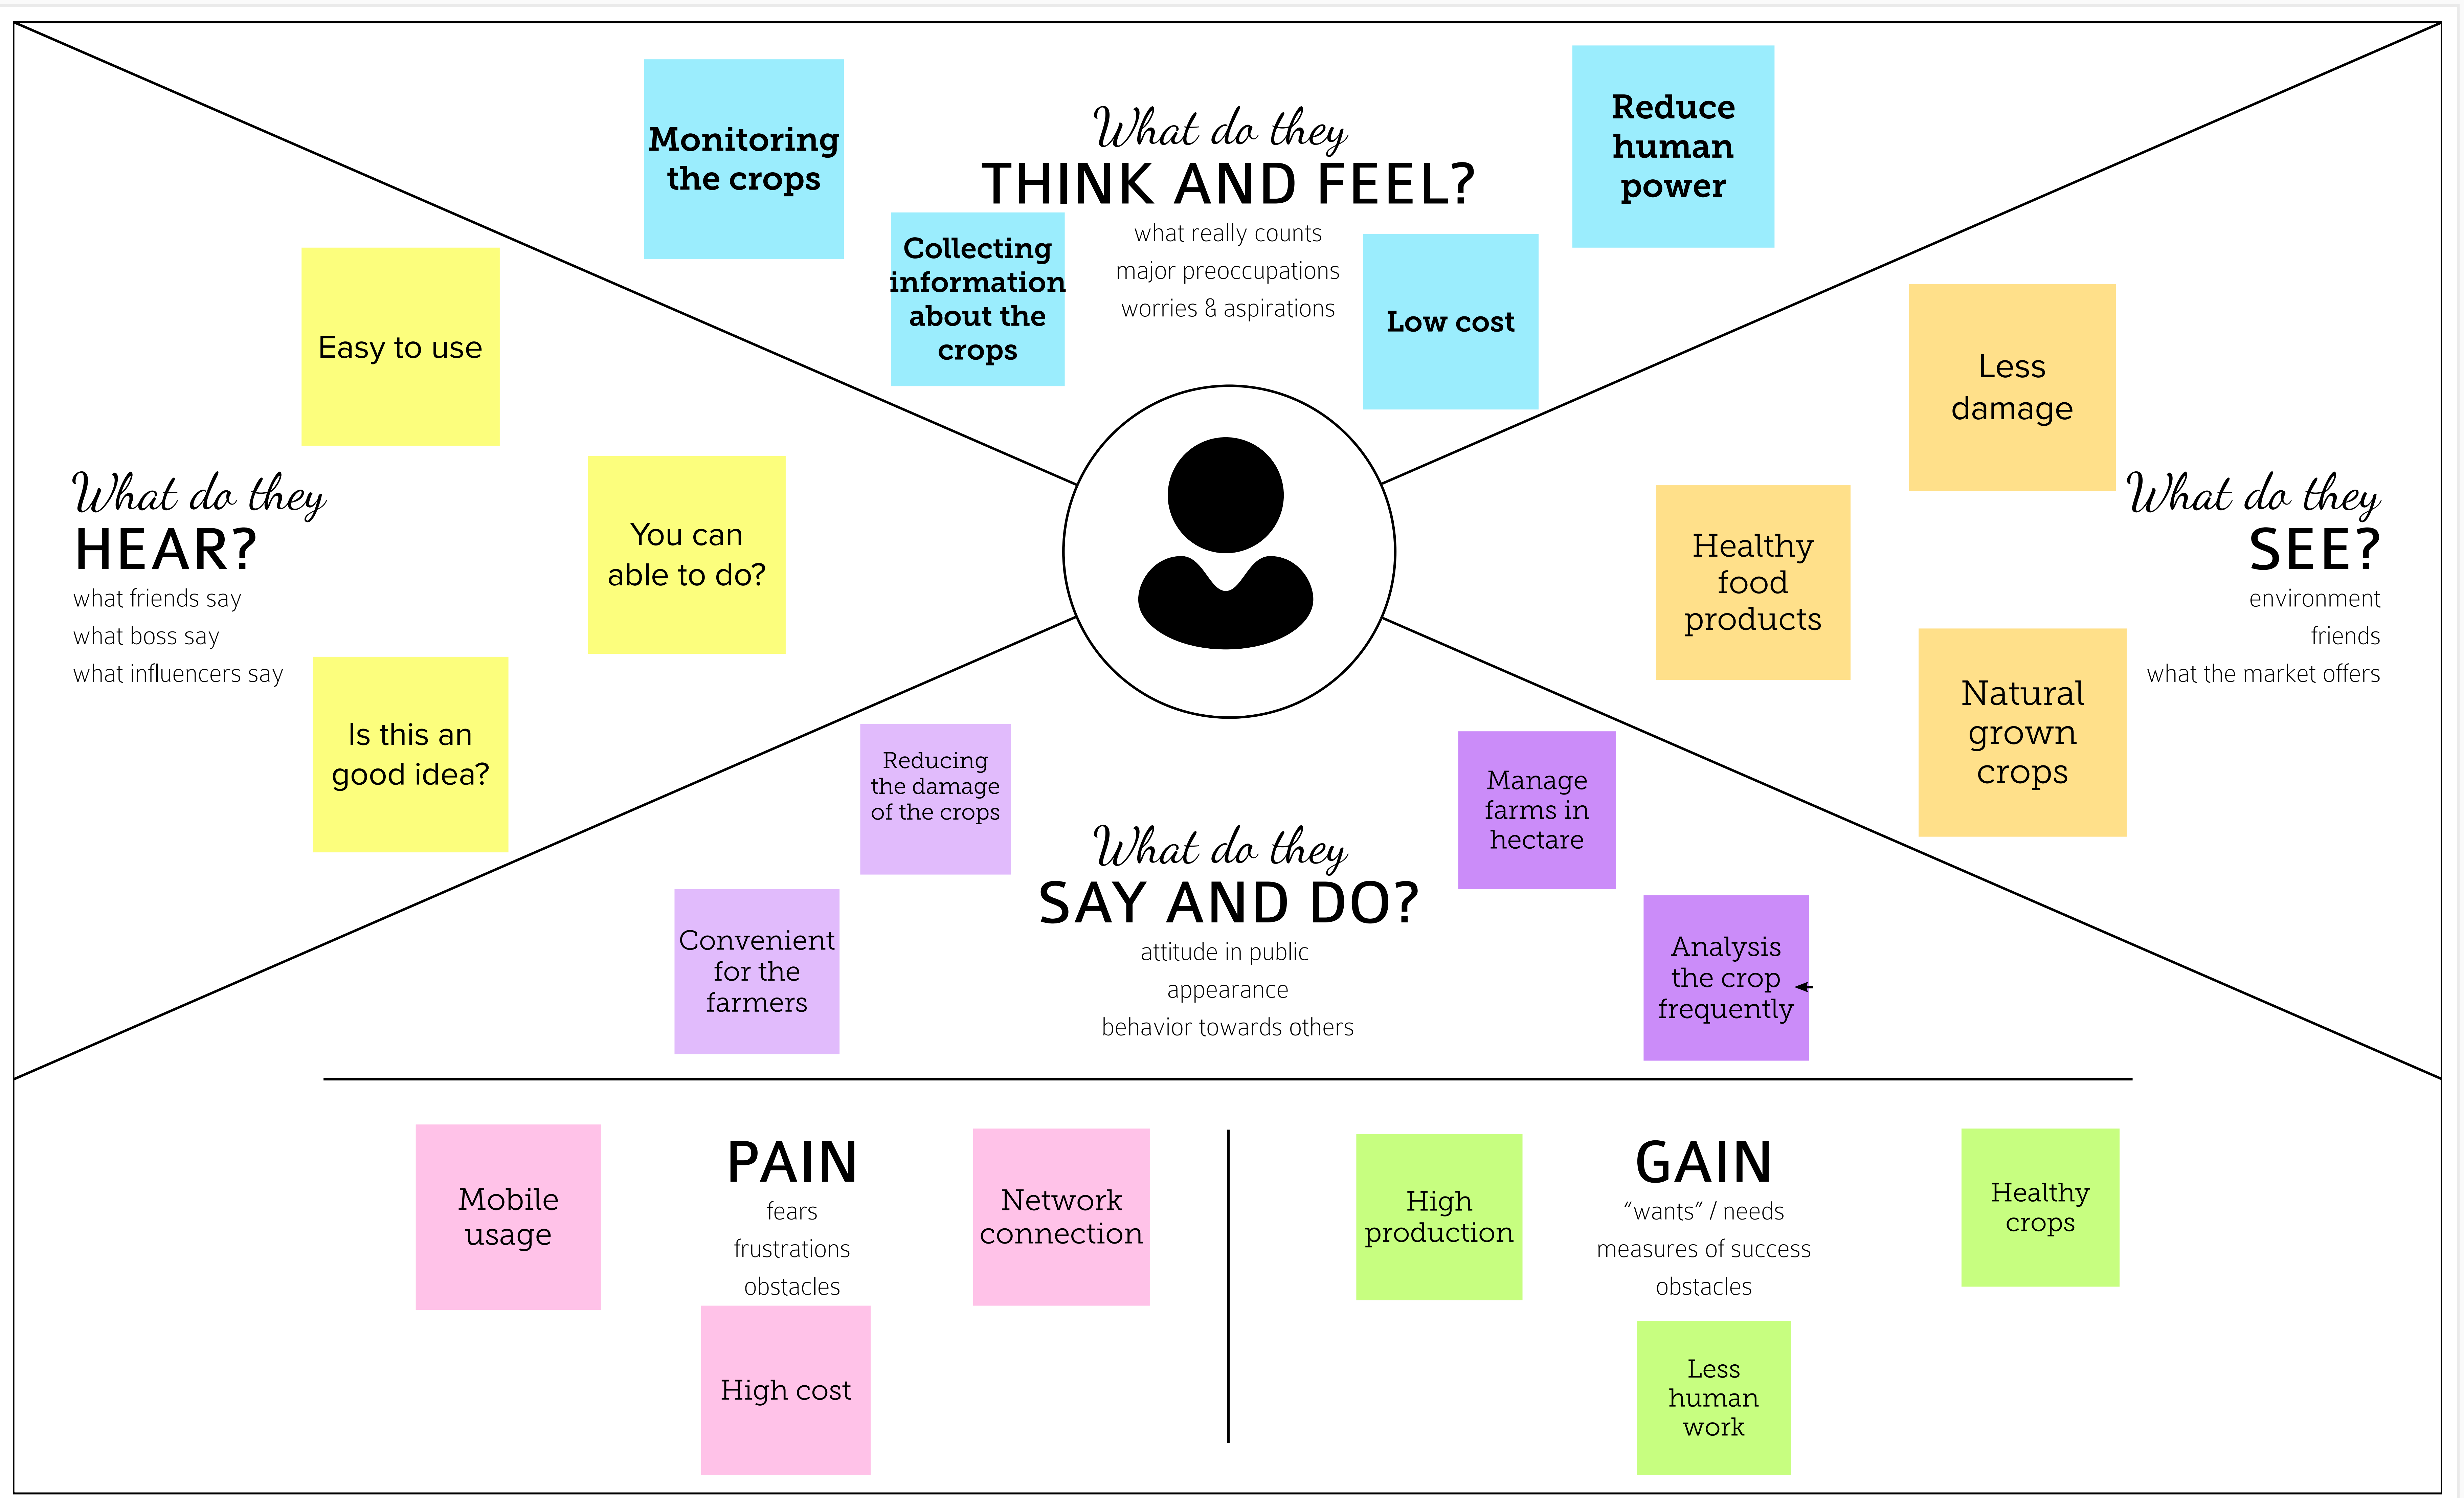 Monitoring
the crops
What do they
THINK AND FEEL?
what really counts
major preoccupations
worries & aspirations
Collecting
information
about the
crops
Low cost
Reduce
human
power
Easy to use
You can
able to do?
What do they
HEAR?
what friends say
what boss say
what influencers say
Is this an
good idea?
Less
damage
Healthy
food
products
What do they
SEE?
environment
friends
what the market offers
Natural
grown
crops
Reducing
the damage
of the crops
Convenient
for the
farmers
What do they
SAY AND DO?
attitude in public
appearance
behavior towards others
Manage
farms in
hectare
Analysis
the crop
frequently
Mobile
usage
PAIN
fears
frustrations
obstacles
Network
connection
High cost
High
production
GAIN
“wants” / needs
measures of success
obstacles
Healthy
crops
Less
human
work